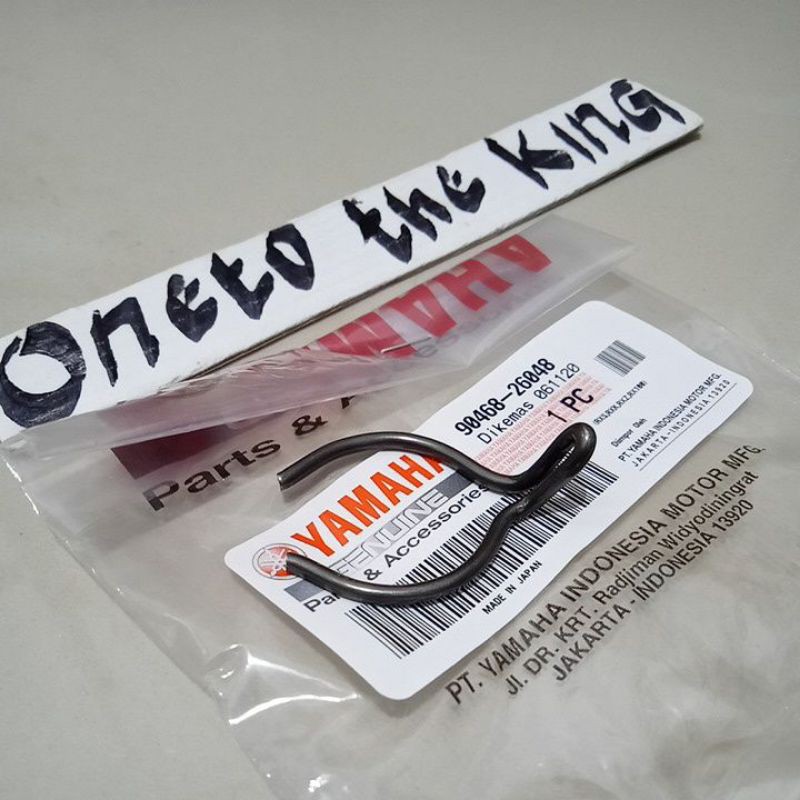 Oneto the KinG
YAMAHA
Parts & A
90468-26048
Dikemas 061120
1 PC
YAMAHA
GENUINE
Parts & Accessories
MADE IN JAPAN
Diimpor Oleh
PT. YAMAHA INDONESIA MOTOR MFG.
JAKARTA-INDONESIA 13920
PT. YAMAHA INDONESIA MOTOR MFG.
Jl. DR. KRT. Radjiman Widyodiningrat
JAKARTA - INDONESIA 13920